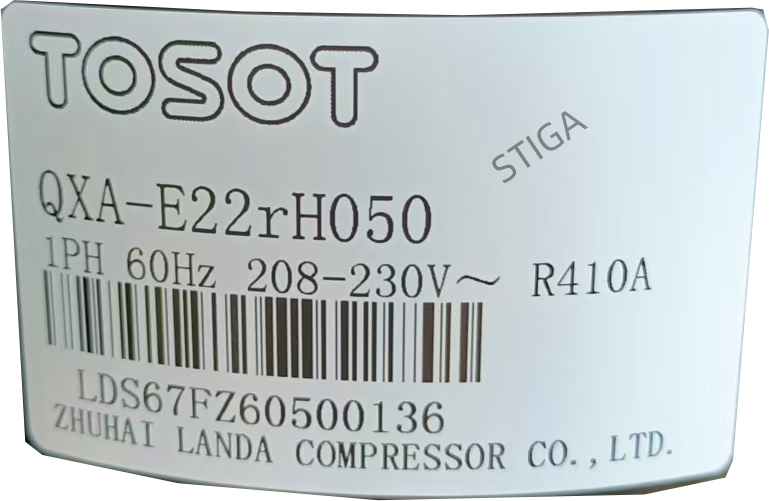 TOSOT
STIGA
QXA-E22rH050
1PH 60Hz 208-230V～ R410A
LDS67FZ60500136
ZHUHAI LANDA COMPRESSOR CO.,LTD.